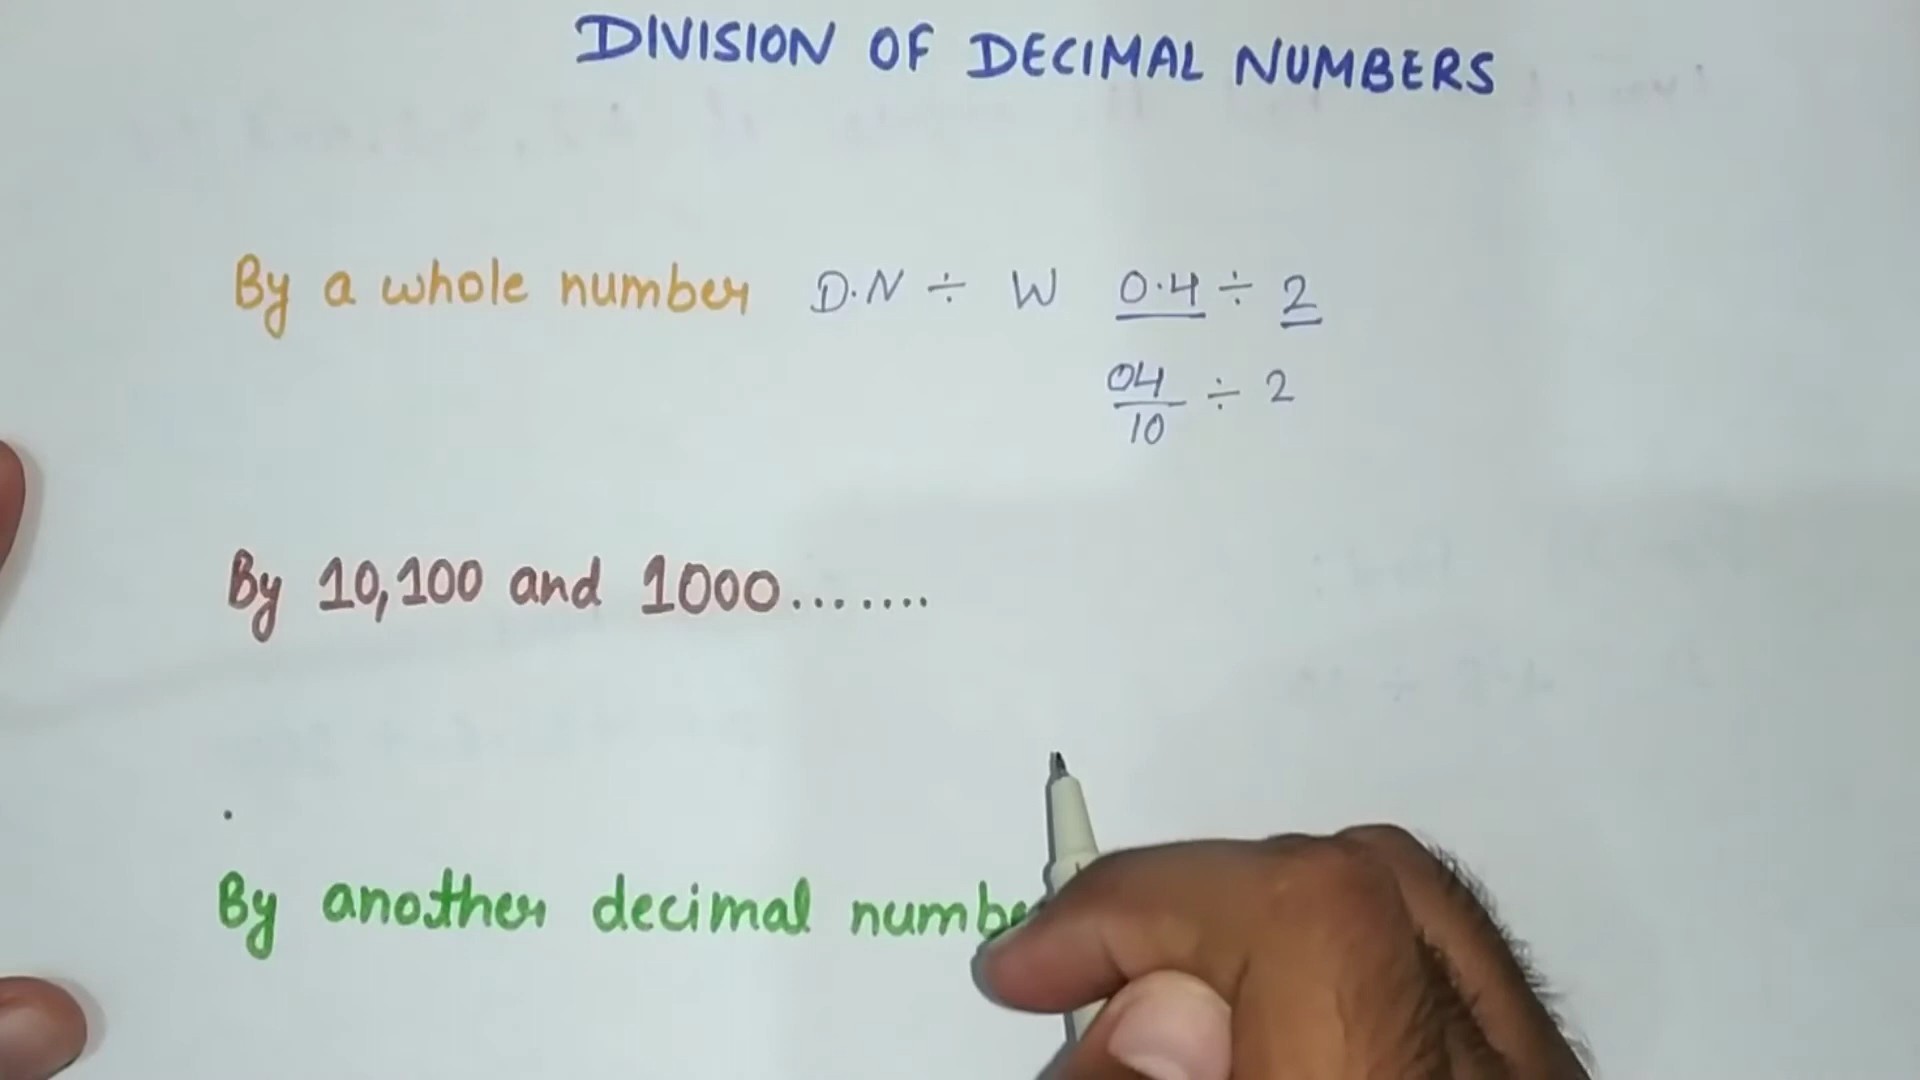 DIVISION OF DECIMAL NUMBERS
By a whole number D.N ÷ W 0.4 ÷ 2
04/10 ÷ 2
By 10,100 and 1000.......
By another decimal numbe